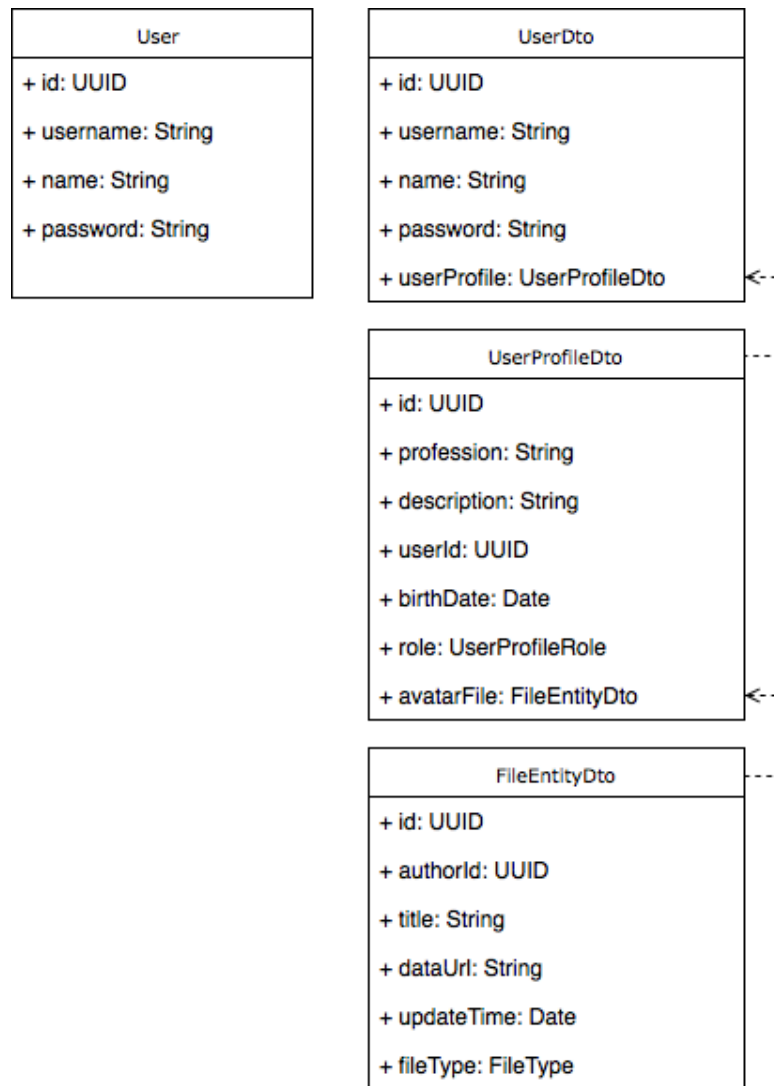 User
+ id: UUID
+ username: String
+ name: String
+ password: String
UserDto
+ id: UUID
+ username: String
+ name: String
+ password: String
+ userProfile: UserProfileDto
UserProfileDto
+ id: UUID
+ profession: String
+ description: String
+ userId: UUID
+ birthDate: Date
+ role: UserProfileRole
+ avatarFile: FileEntityDto
FileEntityDto
+ id: UUID
+ authorId: UUID
+ title: String
+ dataUrl: String
+ updateTime: Date
+ fileType: FileType